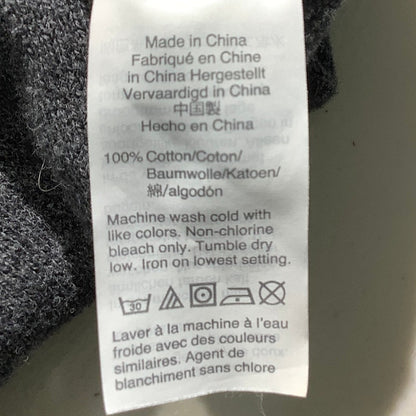 Made in China
Fabriqué en Chine
in China Hergestellt
Vervaardigd in China
中国製
Hecho en China
100% Cotton/Coton/
Baumwolle/Katoen/
綿/algodón
Machine wash cold with
like colors. Non-chlorine
bleach only. Tumble dry
low. Iron on lowest setting.
30
Laver à la machine à l'eau
froide avec des couleurs
similaires. Agent de
blanchiment sans chlore